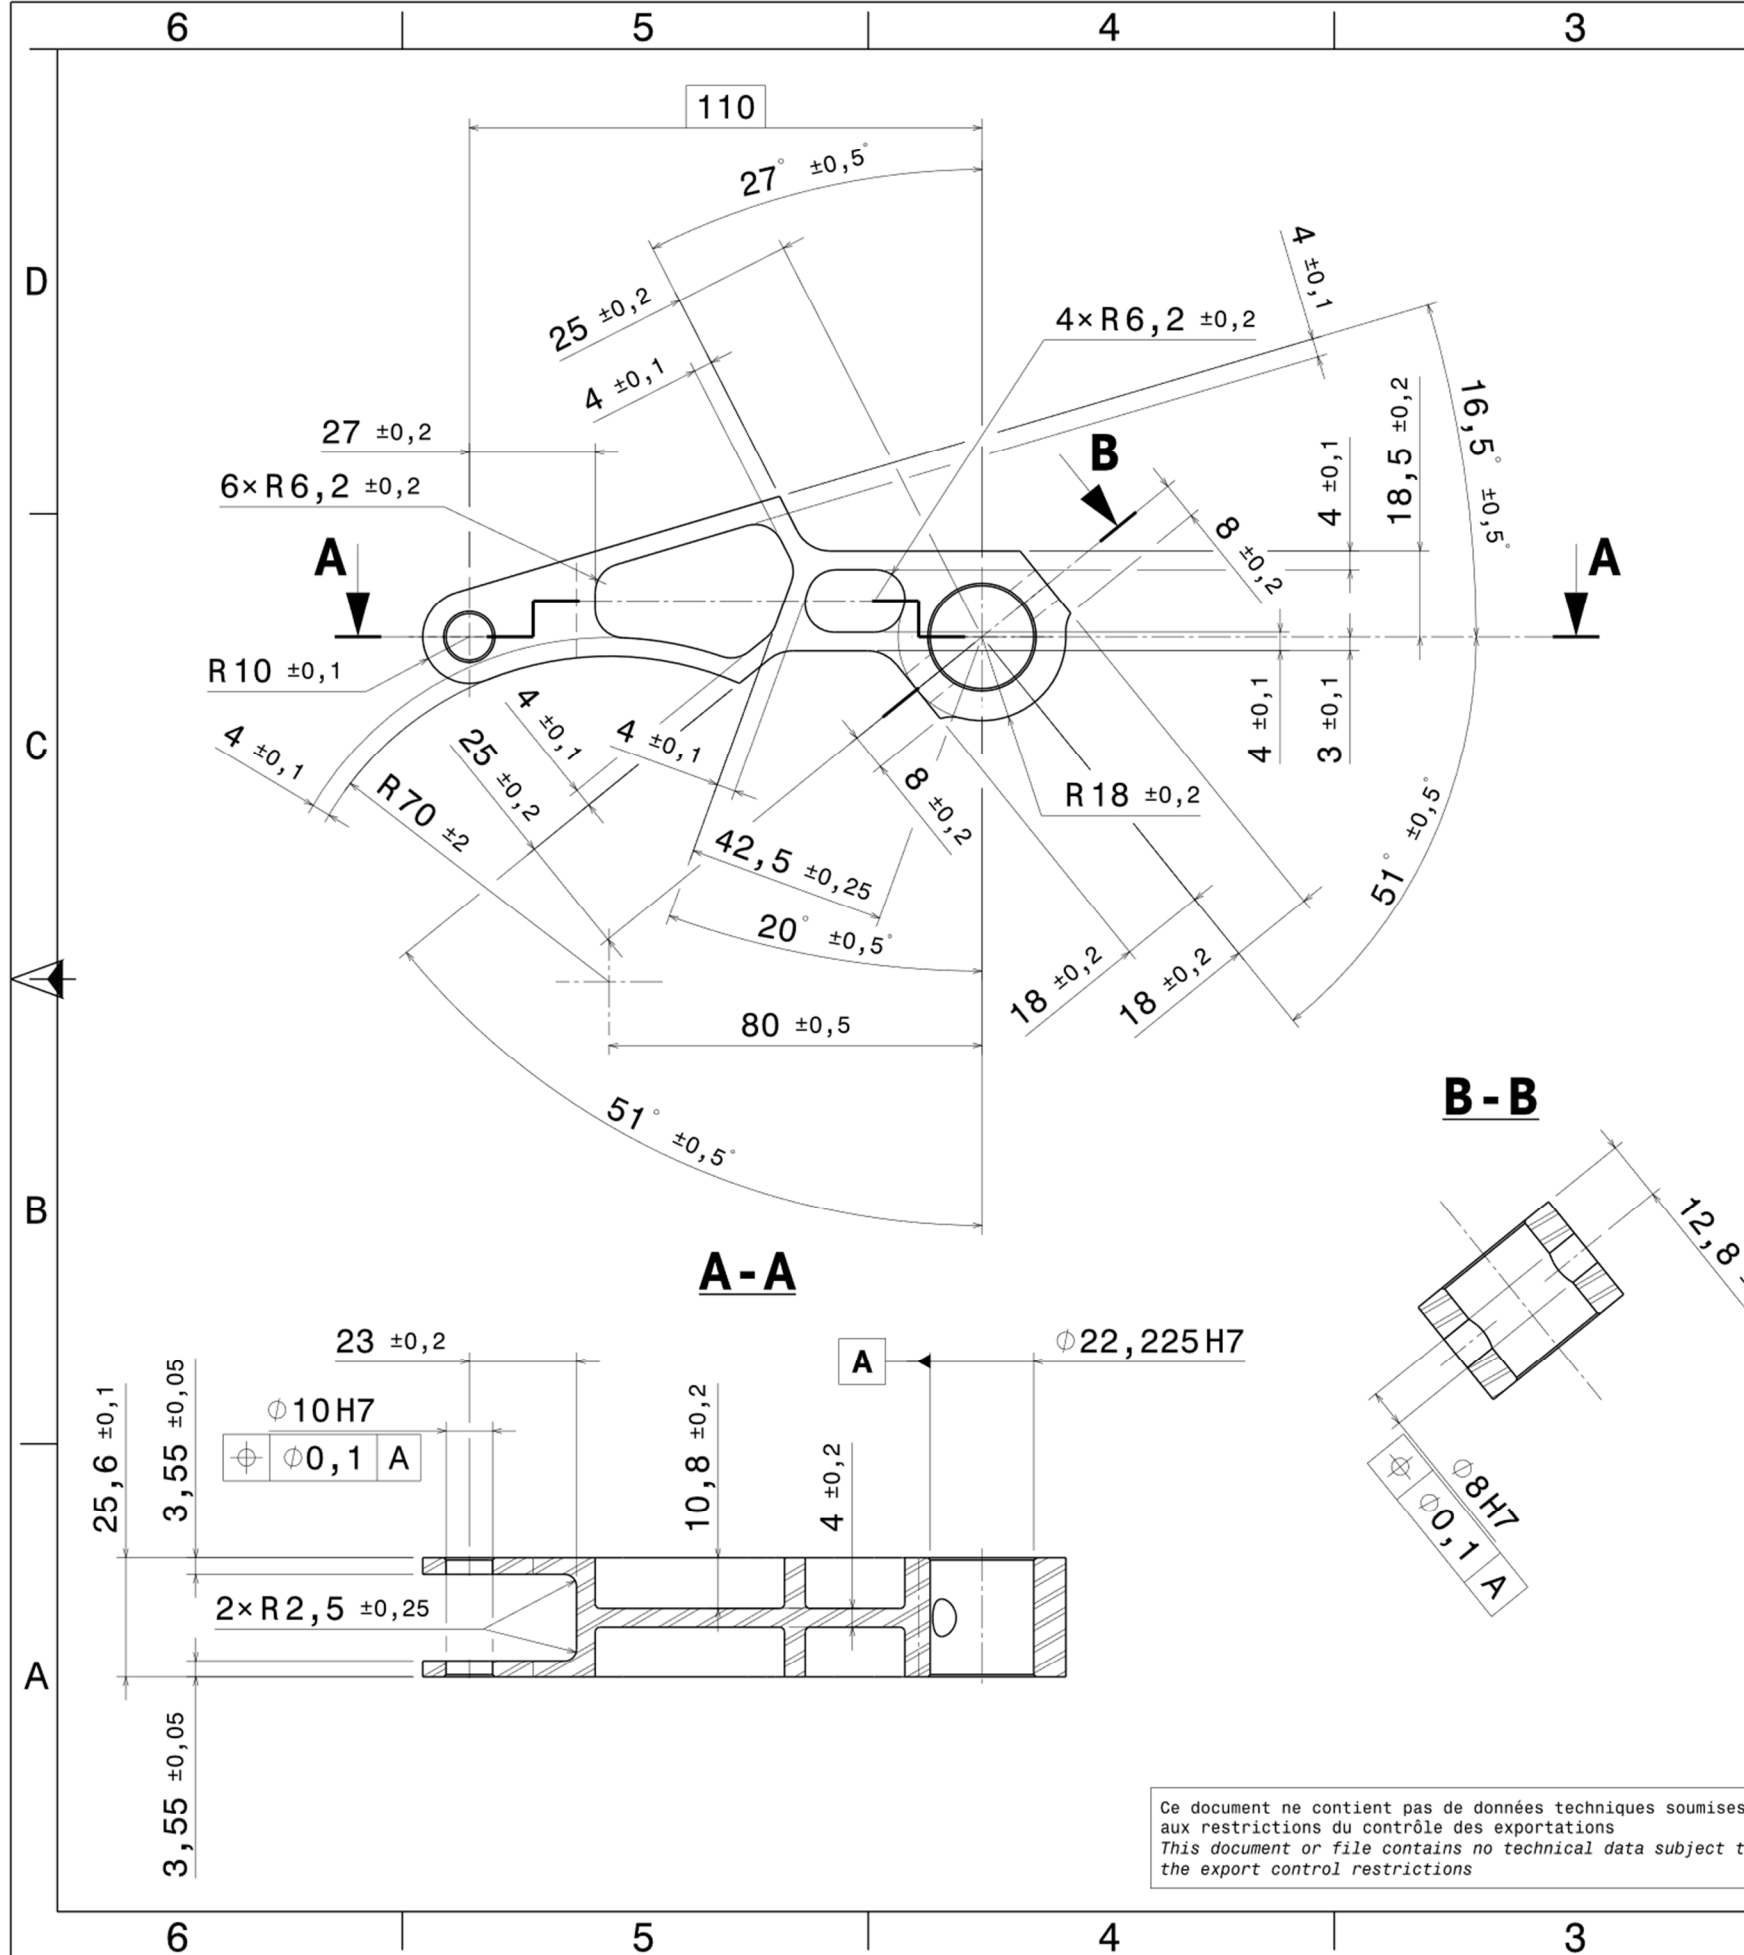 6 5 4 3
110
27° ±0,5°
D
25 ±0,2
4 ±0,1
4×R6,2 ±0,2
4 ±0,1
27 ±0,2
6×R6,2 ±0,2
B
16,5° ±0,5°
18,5 ±0,2
4 ±0,1
8 ±0,2
A
A
R10 ±0,1
C
4 ±0,1
R70 ±2
25 ±0,2
4 ±0,1
4 ±0,1
42,5 ±0,25
8 ±0,2
R18 ±0,2
4 ±0,1
3 ±0,1
51° ±0,5°
20° ±0,5°
18 ±0,2
18 ±0,2
80 ±0,5
51° ±0,5°
B-B
B
12,8
A-A
23 ±0,2
A
⌀22,225H7
25,6 ±0,1
3,55 ±0,05
⌀10H7
⌖ ⌀0,1 A
10,8 ±0,2
4 ±0,2
⌀8H7
⌖ ⌀0,1 A
2×R2,5 ±0,25
A
3,55 ±0,05
Ce document ne contient pas de données techniques soumises
aux restrictions du contrôle des exportations
This document or file contains no technical data subject t
the export control restrictions
6 5 4 3